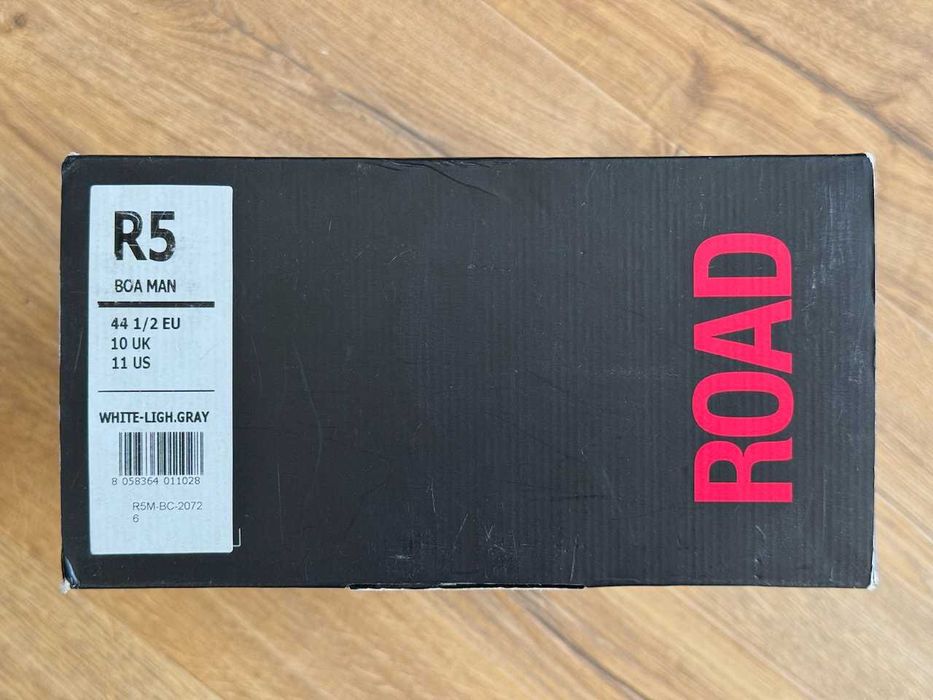 R5
BOA MAN
44 1/2 EU
10 UK
11 US
WHITE-LIGH.GRAY
8 058364 011028
R5M-BC-2072
6
ROAD